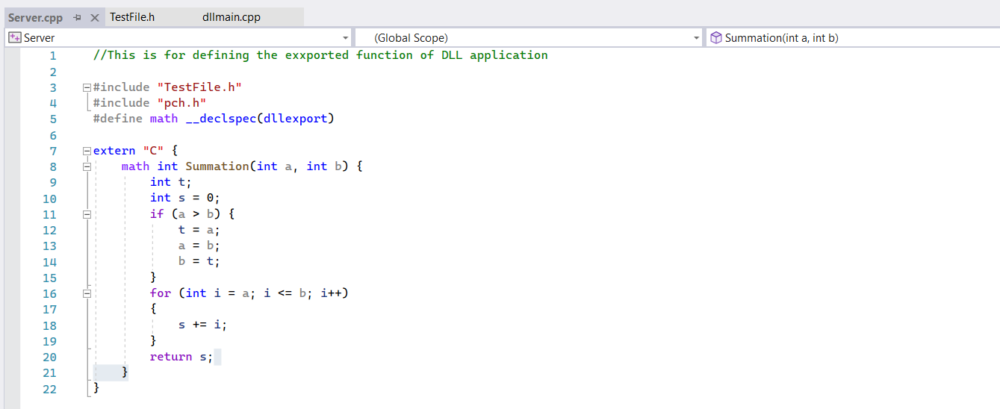 Server.cpp TestFile.h dllmain.cpp
Server (Global Scope) Summation(int a, int b)
1 //This is for defining the exxported function of DLL application
2
3 #include "TestFile.h"
4 #include "pch.h"
5 #define math __declspec(dllexport)
6
7 extern "C" {
8 math int Summation(int a, int b) {
9 int t;
10 int s = 0;
11 if (a > b) {
12 t = a;
13 a = b;
14 b = t;
15 }
16 for (int i = a; i <= b; i++)
17 {
18 s += i;
19 }
20 return s;
21 }
22 }